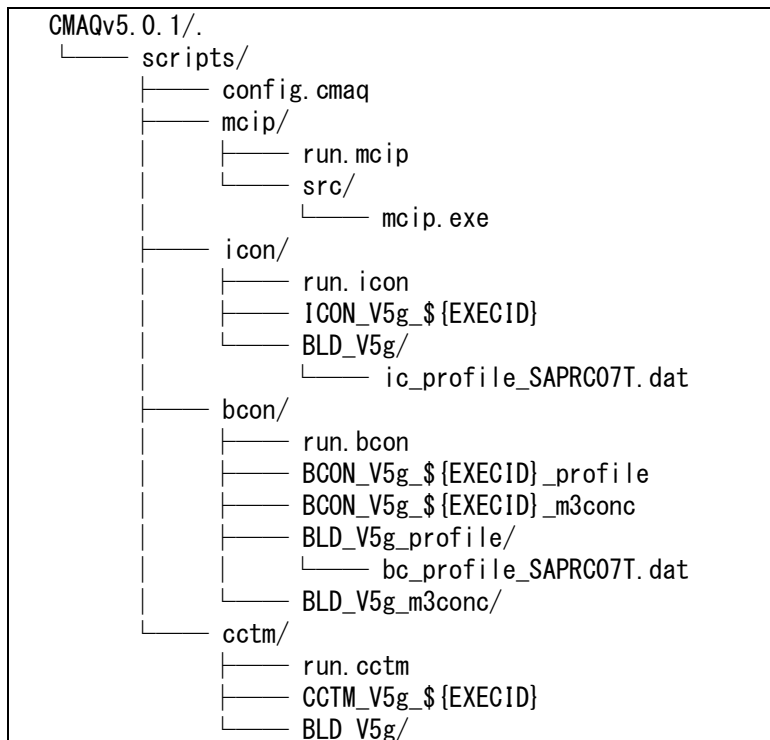 CMAQv5.0.1/.
└── scripts/
├── config.cmaq
├── mcip/
│ ├── run.mcip
│ └── src/
│ └── mcip.exe
├── icon/
│ ├── run.icon
│ ├── ICON_V5g_${EXECID}
│ └── BLD_V5g/
│ └── ic_profile_SAPRC07T.dat
├── bcon/
│ ├── run.bcon
│ ├── BCON_V5g_${EXECID}_profile
│ ├── BCON_V5g_${EXECID}_m3conc
│ ├── BLD_V5g_profile/
│ │ └── bc_profile_SAPRC07T.dat
│ └── BLD_V5g_m3conc/
└── cctm/
├── run.cctm
├── CCTM_V5g_${EXECID}
└── BLD_V5g/